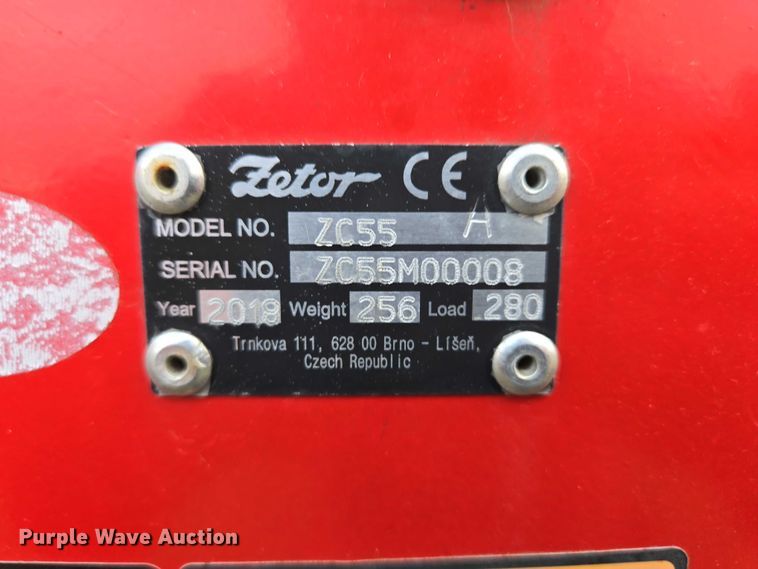 Zetor CE
MODEL NO. ZC55 A
SERIAL NO. ZC55M00008
Year 2018 Weight 256 Load 280
Trnkova 111, 628 00 Brno - Líšeň,
Czech Republic
Purple Wave Auction